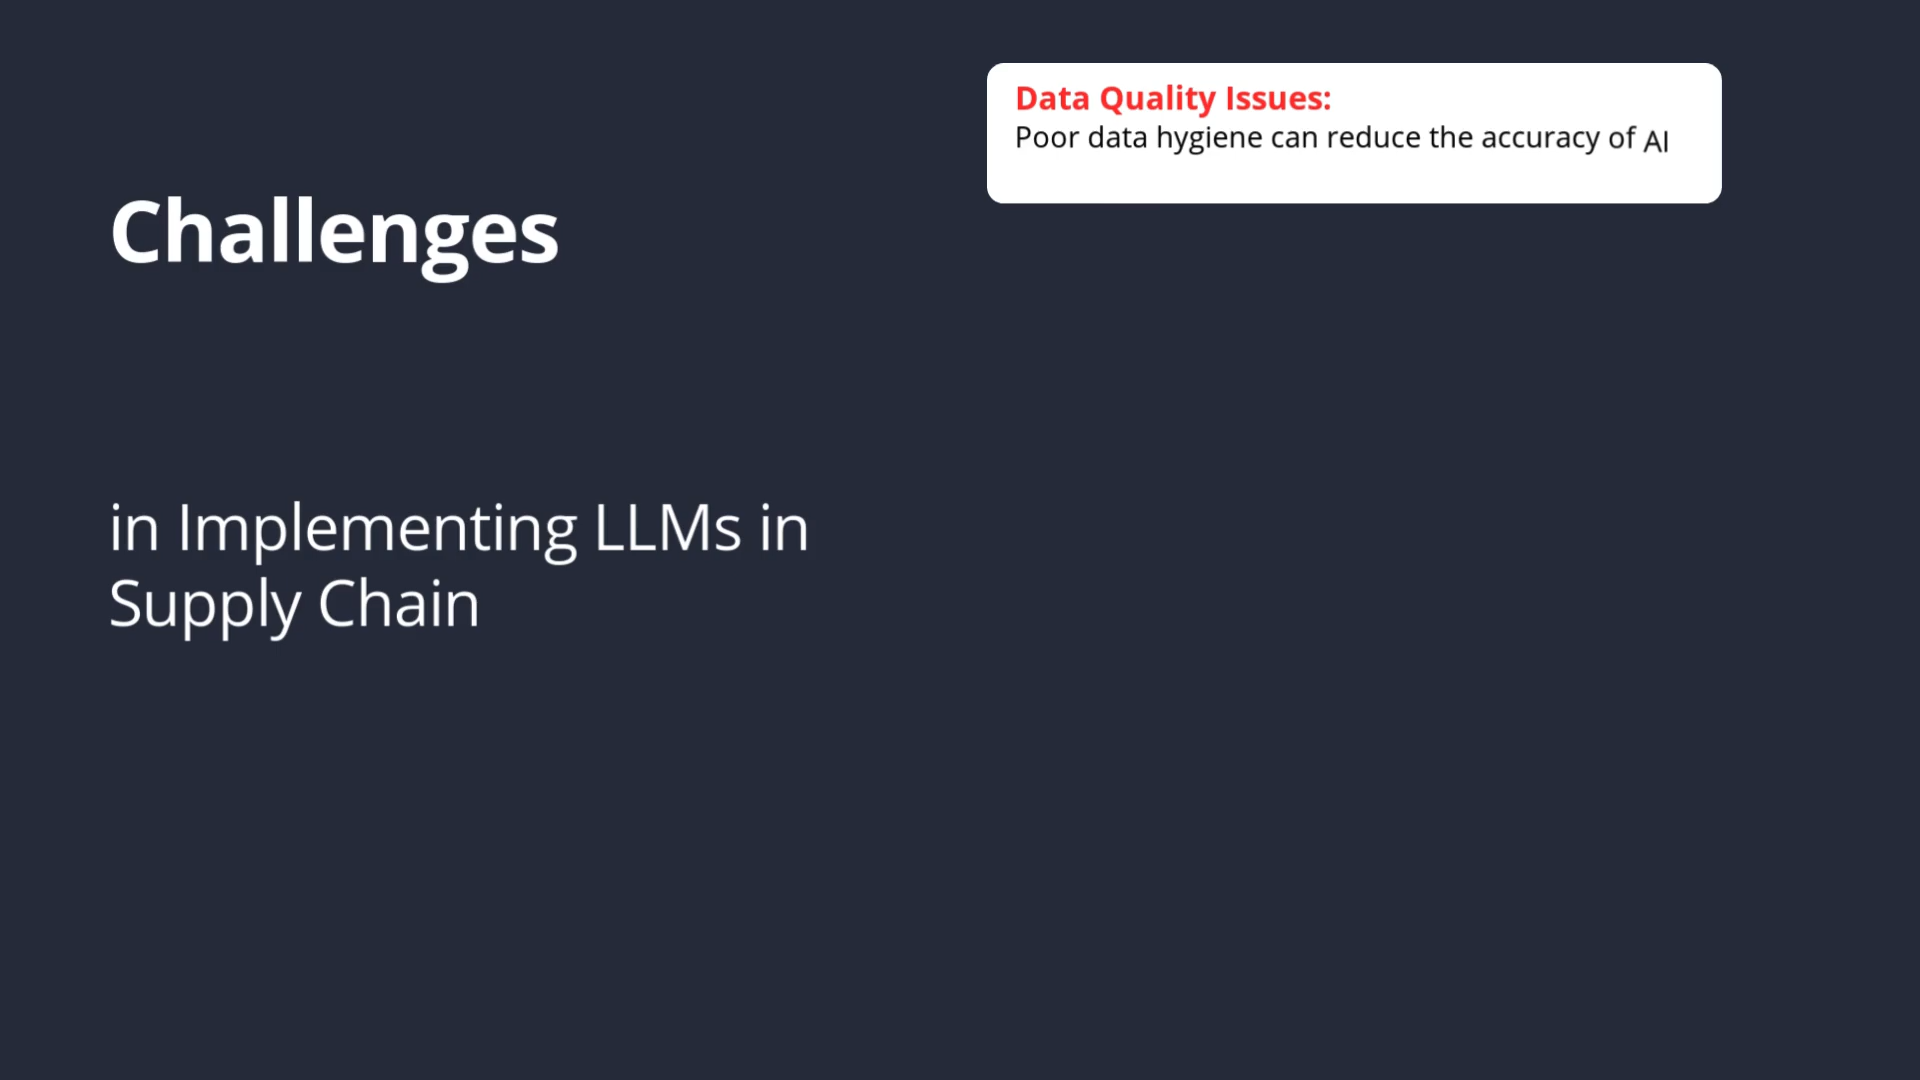 Challenges
in Implementing LLMs in
Supply Chain
Data Quality Issues:
Poor data hygiene can reduce the accuracy of AI